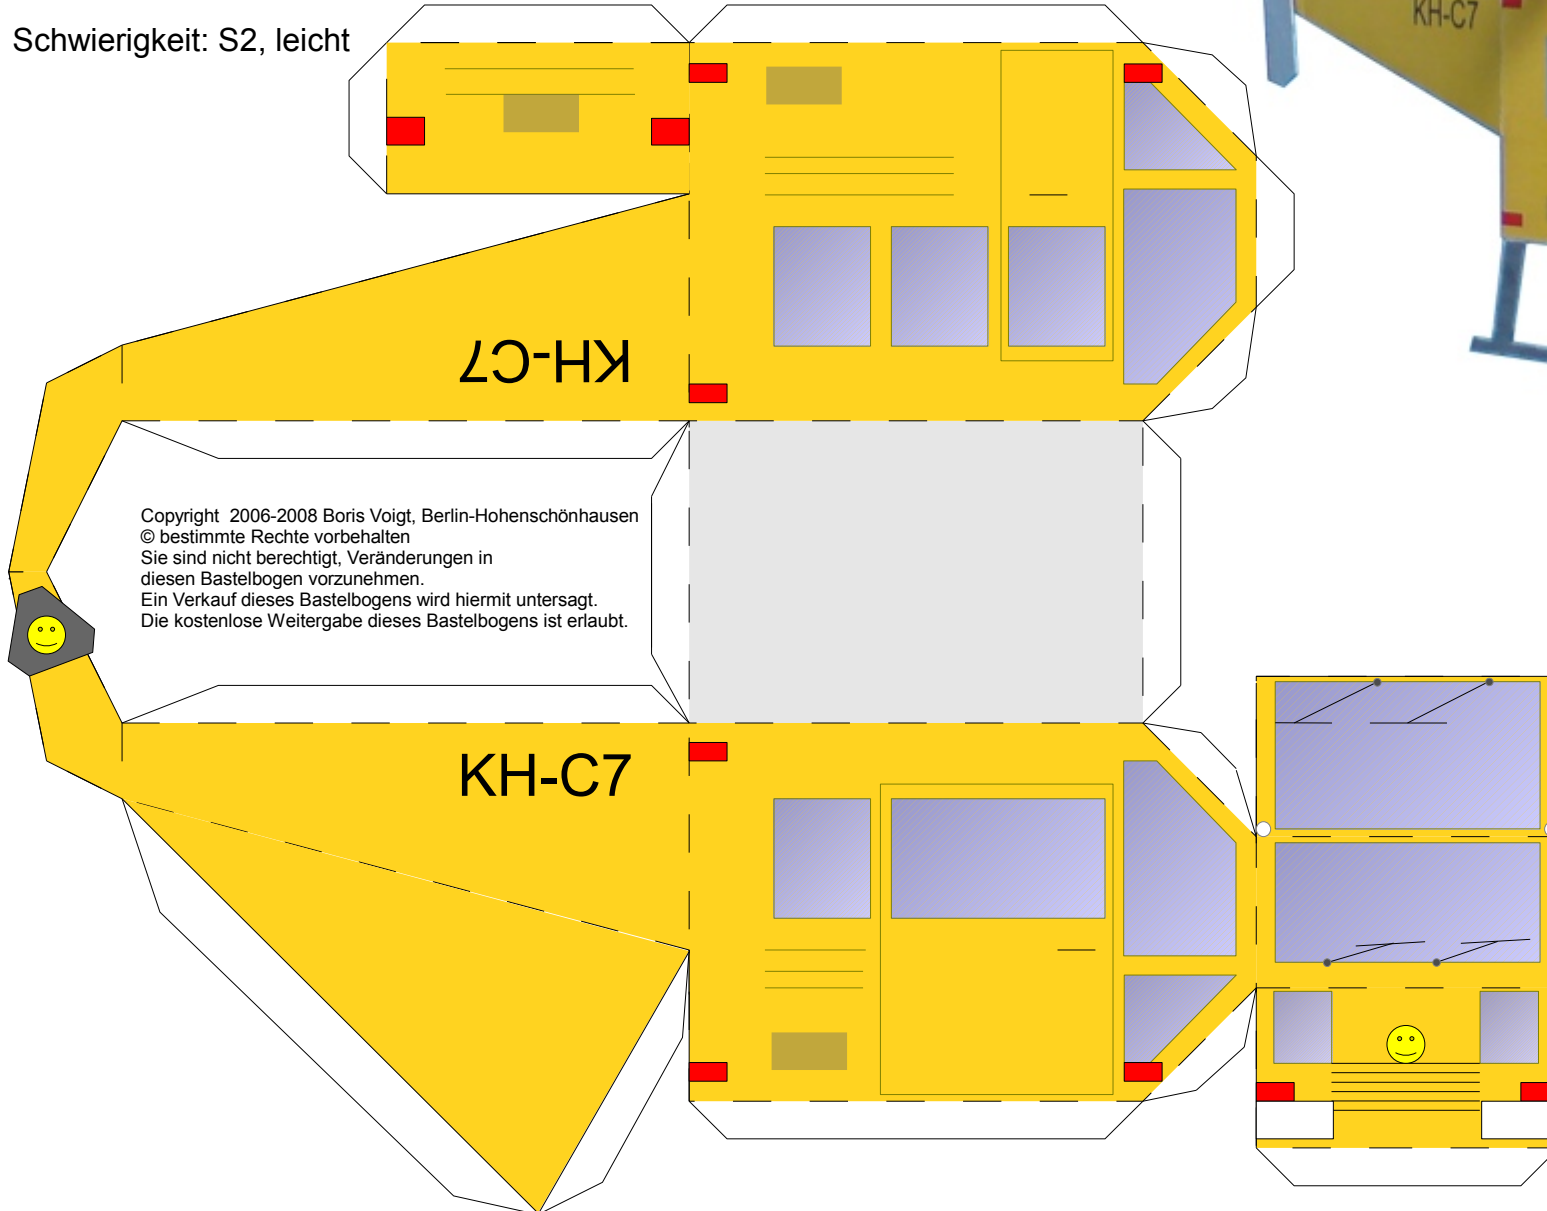 Schwierigkeit: S2, leicht
KH-C7
KH-C7
Copyright 2006-2008 Boris Voigt, Berlin-Hohenschönhausen
© bestimmte Rechte vorbehalten
Sie sind nicht berechtigt, Veränderungen in
diesen Bastelbogen vorzunehmen.
Ein Verkauf dieses Bastelbogens wird hiermit untersagt.
Die kostenlose Weitergabe dieses Bastelbogens ist erlaubt.
KH-C7